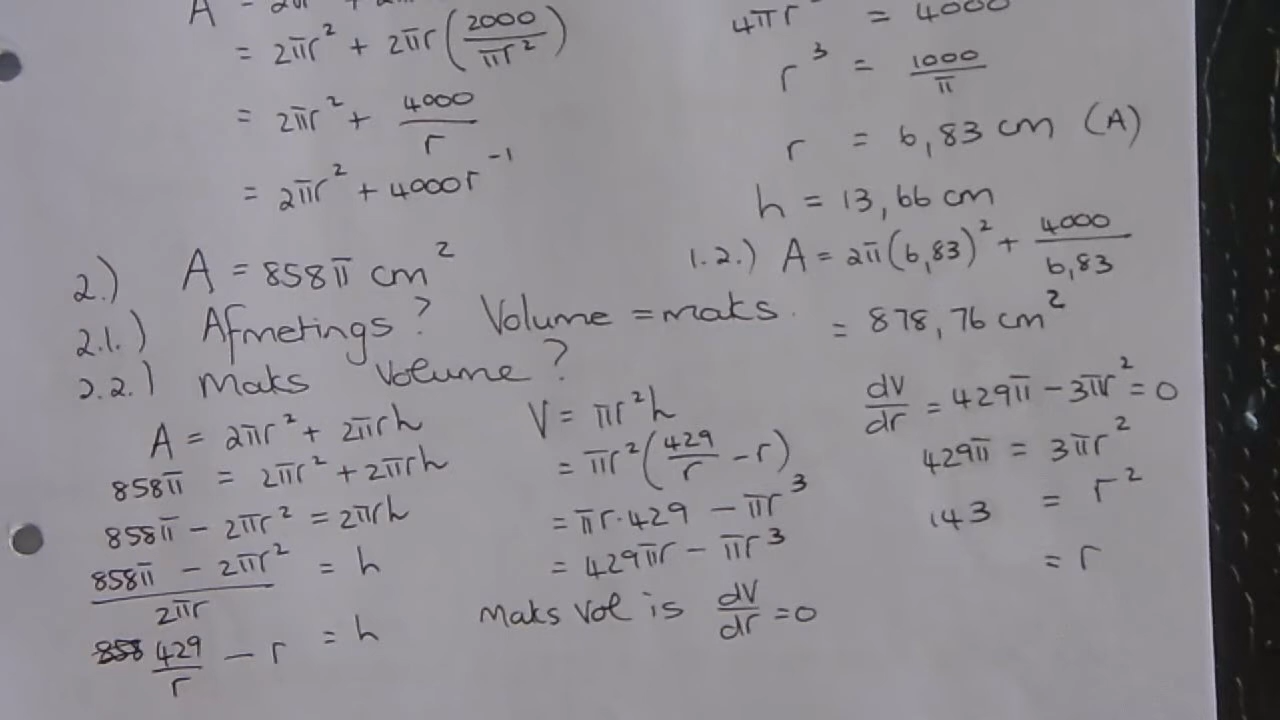 = 2πr² + 2πr(2000/πr²)
= 2πr² + 4000/r
= 2πr² + 4000r⁻¹
4πr = 4000
r³ = 1000/π
r = 6,83 cm (A)
h = 13,66 cm
1.2.) A = 2π(6,83)² + 4000/6,83
= 878,76 cm²
2.) A = 858π cm²
2.1.) Afmetings? Volume = maks.
2.2.) Maks Volume?
A = 2πr² + 2πrh
858π = 2πr² + 2πrh
858π − 2πr² = 2πrh
858π − 2πr²/2πr = h
429/r − r = h
V = πr²h
= πr²(429/r − r)
= πr·429 − πr³
= 429πr − πr³
Maks Vol is dV/dr = 0
dV/dr = 429π − 3πr² = 0
429π = 3πr²
143 = r²
= r